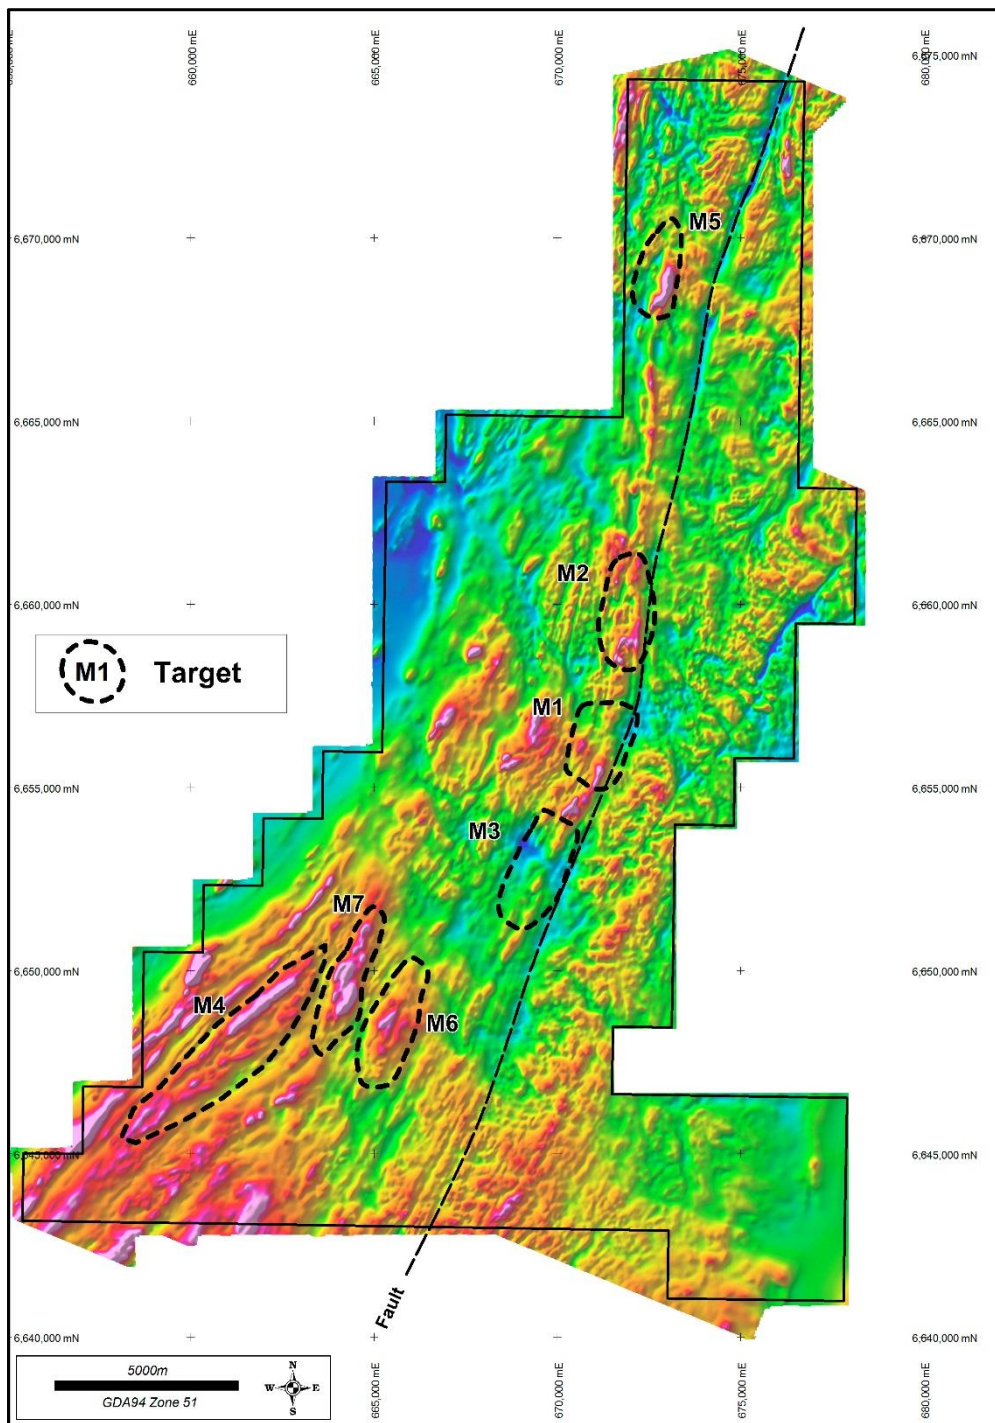 660,000 mE
665,000 mE
670,000 mE
675,000 mE
680,000 mE
6,675,000 mN
M5
6,670,000 mN
6,670,000 mN
6,665,000 mN
6,665,000 mN
M2
6,660,000 mN
6,660,000 mN
M1
Target
M1
6,655,000 mN
6,655,000 mN
M3
M7
6,650,000 mN
6,650,000 mN
M4
M6
6,645,000 mN
6,645,000 mN
Fault
6,640,000 mN
6,640,000 mN
5000m
GDA94 Zone 51
N
W
E
S
665,000 mE
670,000 mE
675,000 mE
680,000 mE